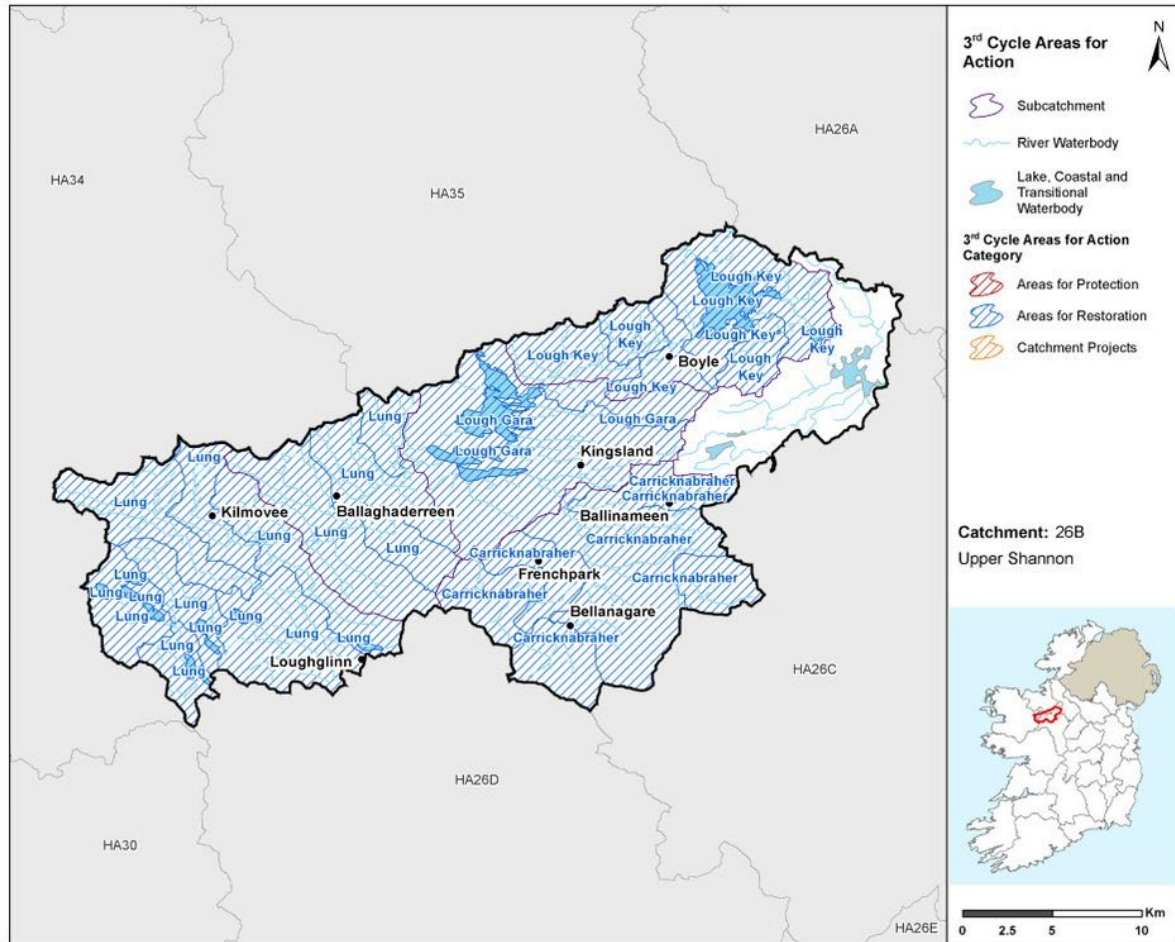 HA26A
HA34
HA35
Lough Key
Lough Key
Lough
Key
Lough Key
Lough
Key
Lough Key
Lough
Key
Boyle
Lough Key
Lung
Lough Gara
Lough Gara
Lough Gara
Kingsland
Lung
Lung
Carricknabraher
Carricknabraher
Lung
Ballaghaderreen
Ballinameen
Kilmovee
Lung
Carricknabraher
Lung
Carricknabraher
Frenchpark
Lung
Carricknabraher
Carricknabraher
Lung
Lung
Lung
Lung
Lung
Lung
Bellanagare
Lung
Lung
Carricknabraher
Lung
Lung
Loughglinn
Lung
HA26C
HA26D
HA30
HA26E
3rd Cycle Areas for
Action
N
Subcatchment
River Waterbody
Lake, Coastal and
Transitional
Waterbody
3rd Cycle Areas for Action
Category
Areas for Protection
Areas for Restoration
Catchment Projects
Catchment: 26B
Upper Shannon
Km
0 2.5 5 10